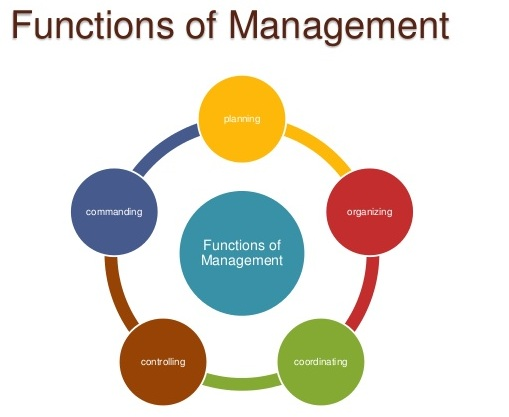 Functions of Management
planning
organizing
coordinating
controlling
commanding
Functions of
Management